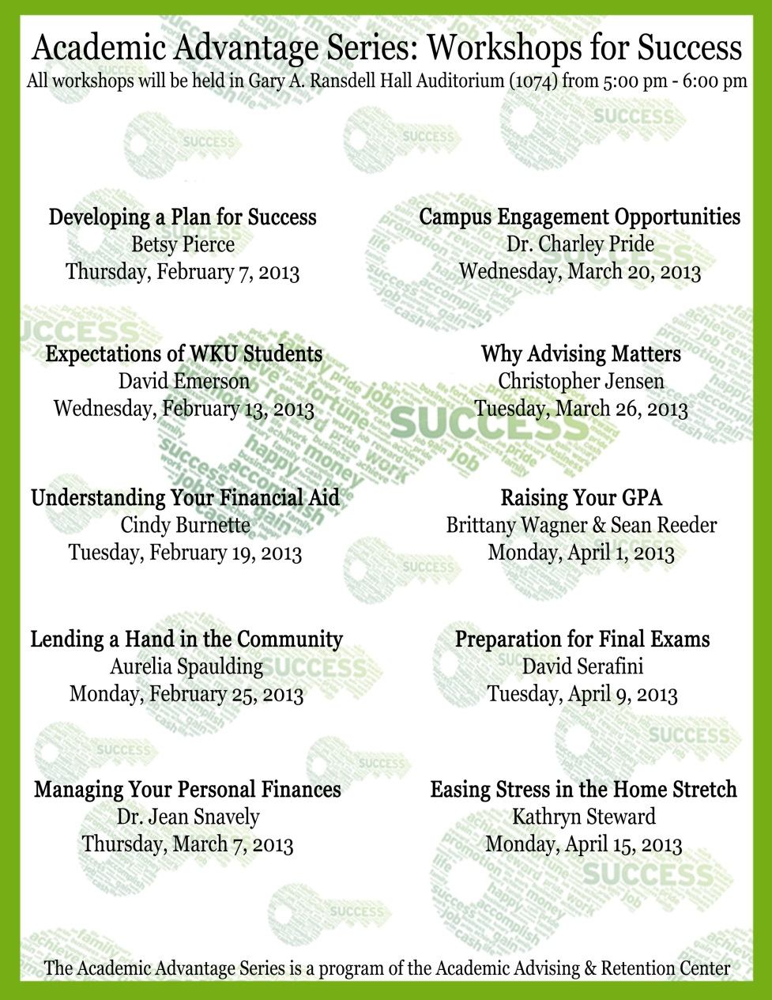 Academic Advantage Series: Workshops for Success
All workshops will be held in Gary A. Ransdell Hall Auditorium (1074) from 5:00 pm - 6:00 pm
Developing a Plan for Success
Betsy Pierce
Thursday, February 7, 2013
Expectations of WKU Students
David Emerson
Wednesday, February 13, 2013
Understanding Your Financial Aid
Cindy Burnette
Tuesday, February 19, 2013
Lending a Hand in the Community
Aurelia Spaulding
Monday, February 25, 2013
Managing Your Personal Finances
Dr. Jean Snavely
Thursday, March 7, 2013
Campus Engagement Opportunities
Dr. Charley Pride
Wednesday, March 20, 2013
Why Advising Matters
Christopher Jensen
Tuesday, March 26, 2013
Raising Your GPA
Brittany Wagner & Sean Reeder
Monday, April 1, 2013
Preparation for Final Exams
David Serafini
Tuesday, April 9, 2013
Easing Stress in the Home Stretch
Kathryn Steward
Monday, April 15, 2013
SUCCESS
The Academic Advantage Series is a program of the Academic Advising & Retention Center